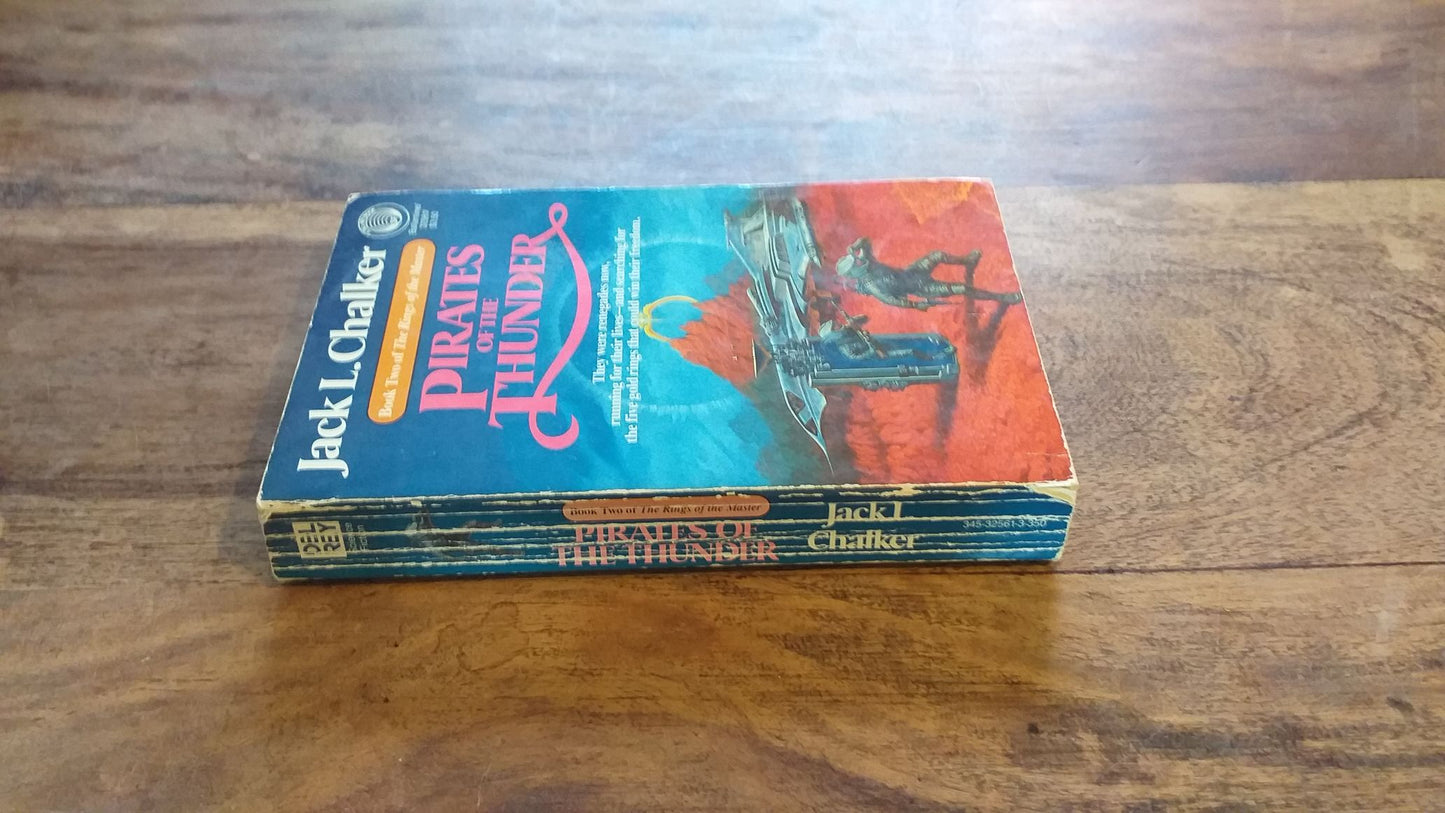 Jack L. Chalker
Book Two of The Rings of the Master
PIRATES
OF THE
THUNDER
They were renegades now,
running for their lives—and searching for
the five gold rings that could win their freedom.
DEL
REY
Book Two of The Rings of the Master
PIRATES OF
THE THUNDER
Jack L
Chalker
345-32561-3-350